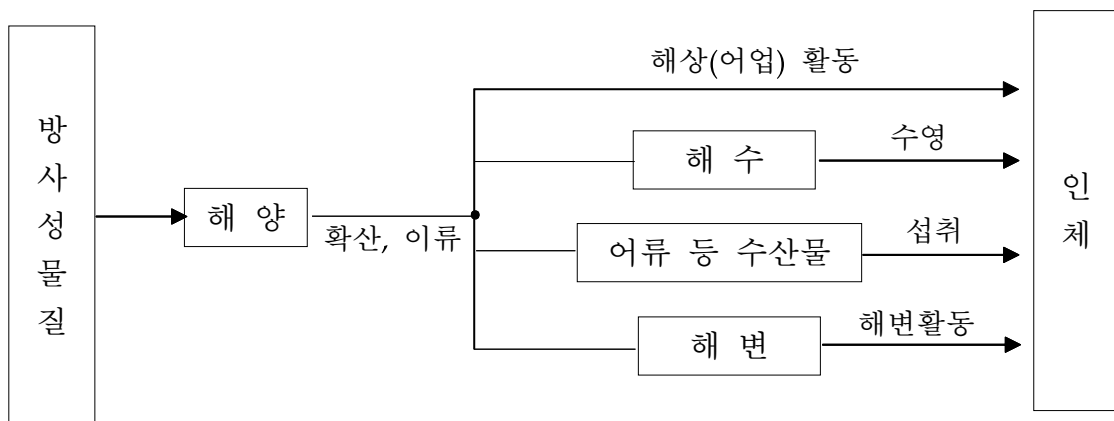 방사성물질
해 양
확산, 이류
해상(어업) 활동
해 수
수영
어류 등 수산물
섭취
해 변
해변활동
인체